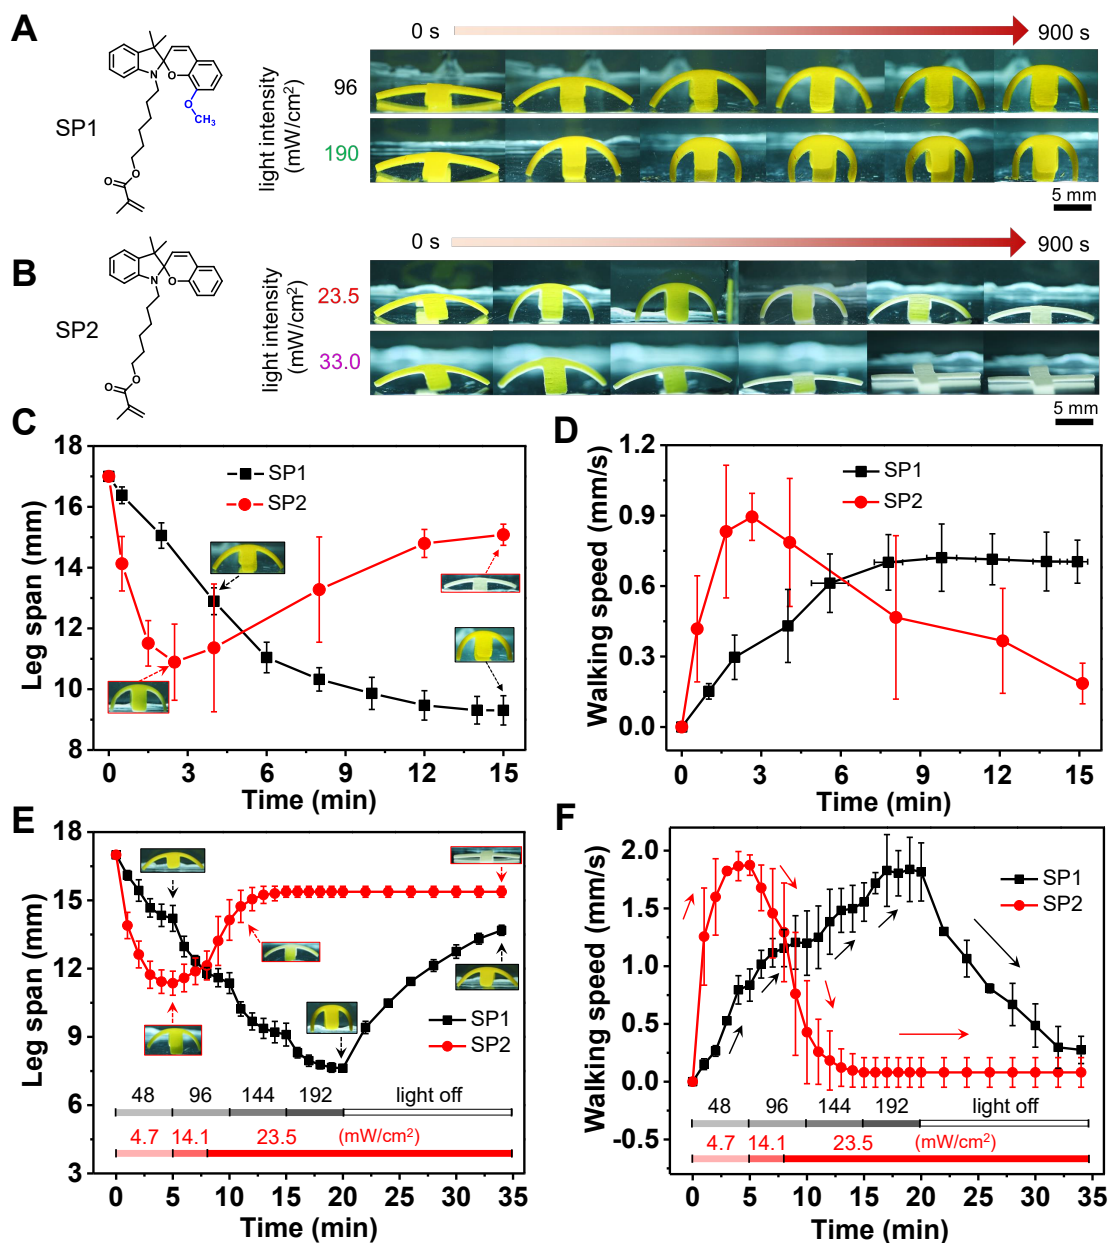 A
N
O
O
CH3
O
O
SP1
light intensity
(mW/cm2)
0 s
900 s
96
190
5 mm
B
N
O
O
O
SP2
light intensity
(mW/cm2)
0 s
900 s
23.5
33.0
5 mm
C
Leg span (mm)
18
16
14
12
10
8
SP1
SP2
0 3 6 9 12 15
Time (min)
D
Walking speed (mm/s)
1.2
0.9
0.6
0.3
0.0
SP1
SP2
0 3 6 9 12 15
Time (min)
E
Leg span (mm)
18
15
12
9
6
3
SP1
SP2
48 96 144 192 light off
4.7 14.1 23.5 (mW/cm2)
0 5 10 15 20 25 30 35
Time (min)
F
Walking speed (mm/s)
2.0
1.5
1.0
0.5
0.0
-0.5
SP1
SP2
48 96 144 192 light off
4.7 14.1 23.5 (mW/cm2)
0 5 10 15 20 25 30 35
Time (min)